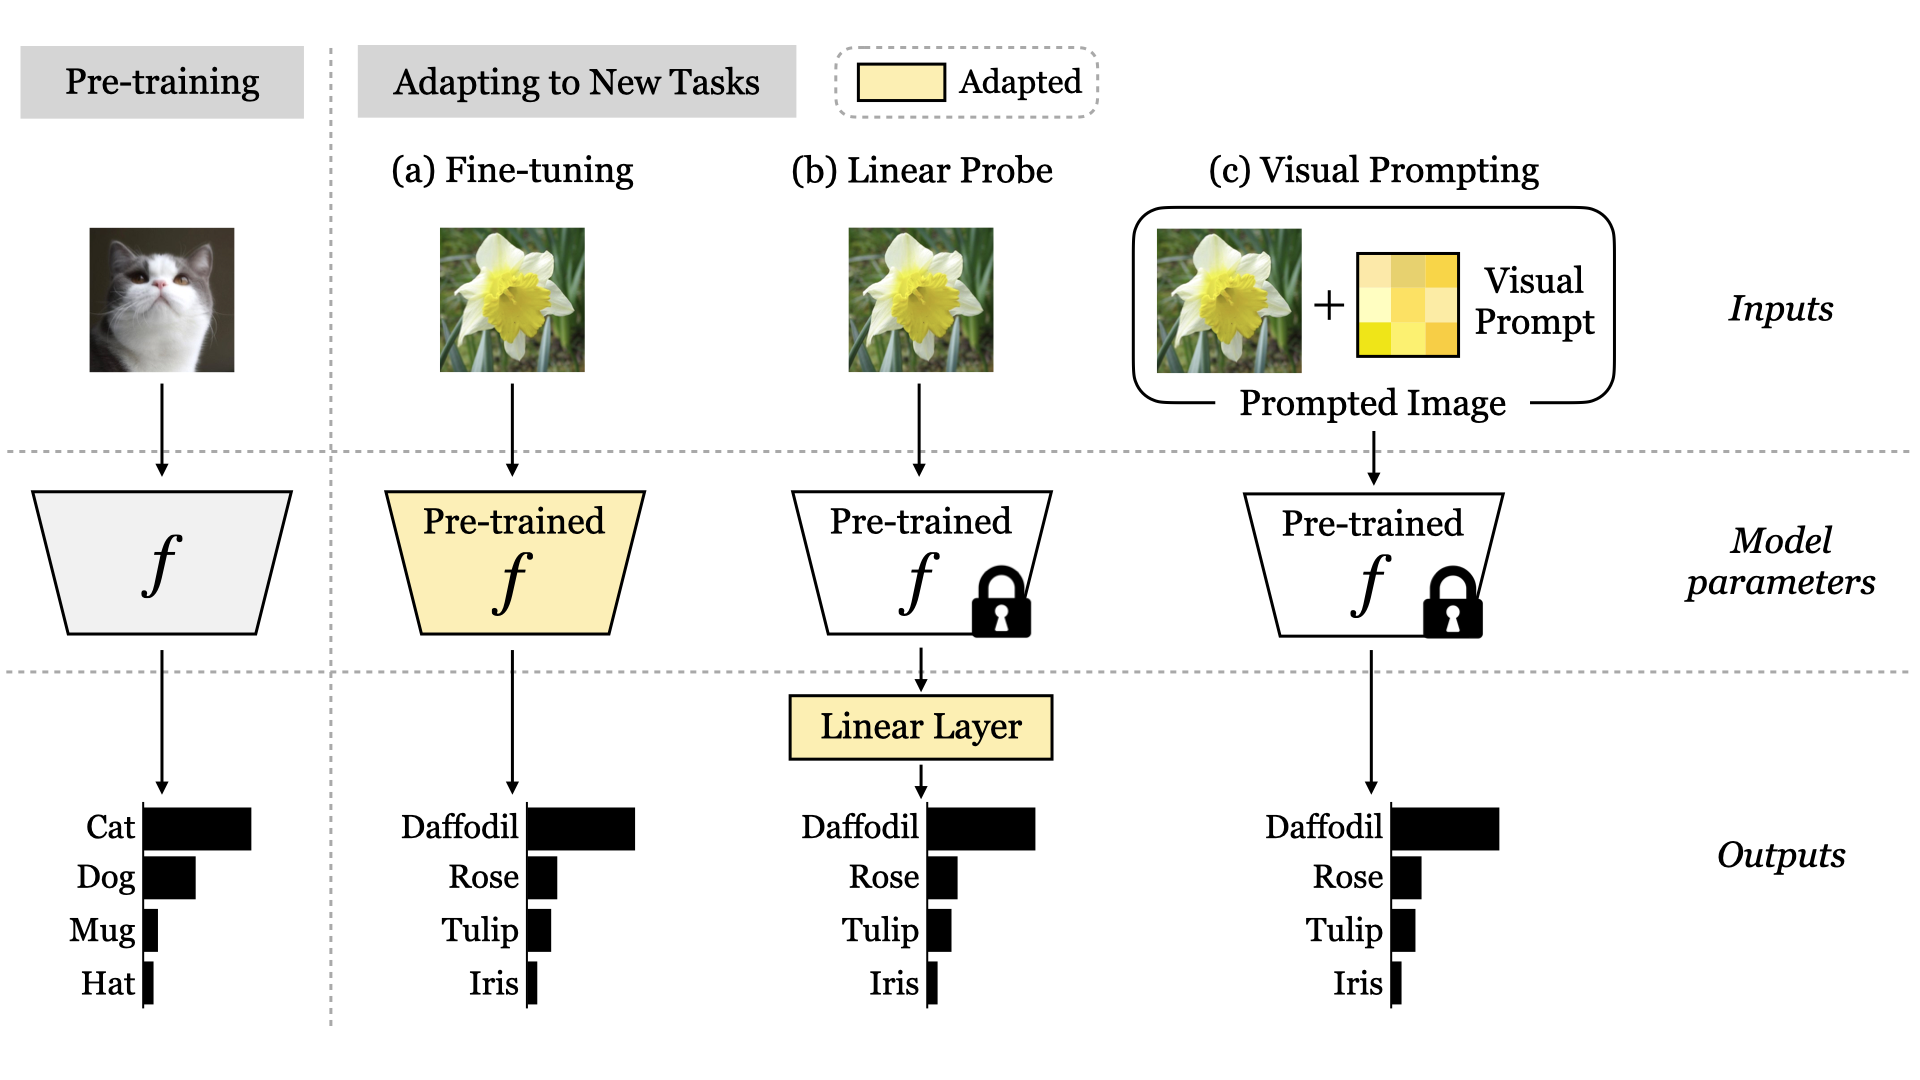 Pre-training
Adapting to New Tasks
Adapted
(a) Fine-tuning
(b) Linear Probe
(c) Visual Prompting
Visual
Prompt
Prompted Image
Inputs
f
Pre-trained
f
Pre-trained
f
Pre-trained
f
Model
parameters
Linear Layer
Cat
Dog
Mug
Hat
Daffodil
Rose
Tulip
Iris
Daffodil
Rose
Tulip
Iris
Daffodil
Rose
Tulip
Iris
Outputs